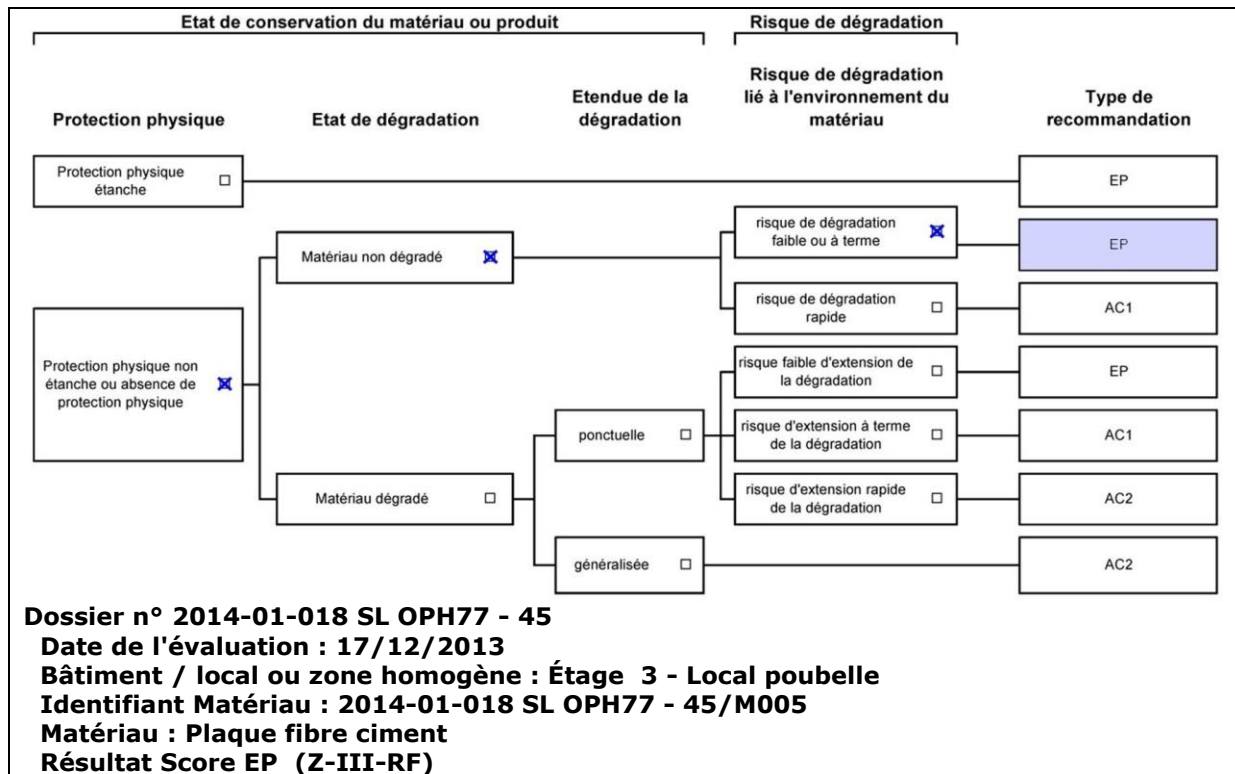 Etat de conservation du matériau ou produit
Risque de dégradation
Protection physique
Etat de dégradation
Etendue de la
dégradation
Risque de dégradation
lié à l'environnement du
matériau
Type de
recommandation
Protection physique
étanche
EP
risque de dégradation
faible ou à terme
EP
Matériau non dégradé
risque de dégradation
rapide
AC1
Protection physique non
étanche ou absence de
protection physique
risque faible d'extension de
la dégradation
EP
ponctuelle
risque d'extension à terme
de la dégradation
AC1
Matériau dégradé
risque d'extension rapide
de la dégradation
AC2
généralisée
AC2
Dossier n° 2014-01-018 SL OPH77 - 45
Date de l'évaluation : 17/12/2013
Bâtiment / local ou zone homogène : Étage 3 - Local poubelle
Identifiant Matériau : 2014-01-018 SL OPH77 - 45/M005
Matériau : Plaque fibre ciment
Résultat Score EP (Z-III-RF)